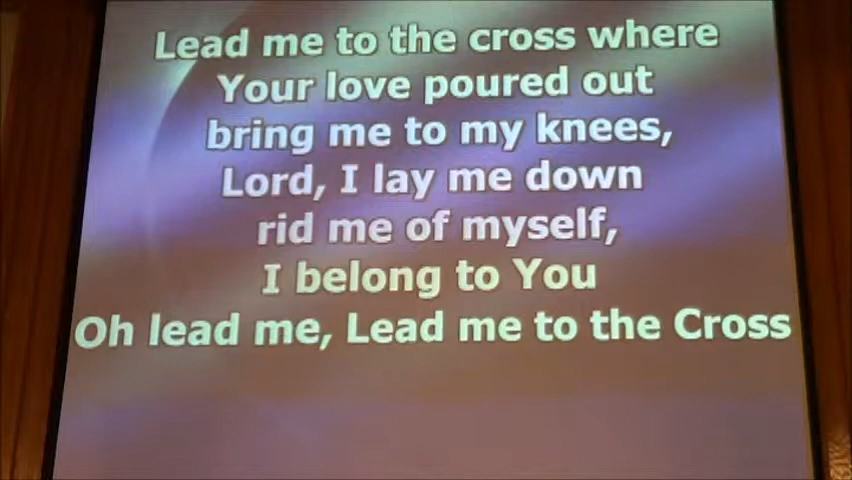 Lead me to the cross where
Your love poured out
bring me to my knees,
Lord, I lay me down
rid me of myself,
I belong to You
Oh lead me, Lead me to the Cross